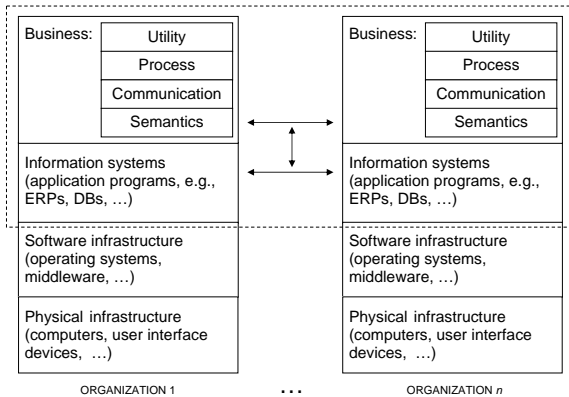 Business:
Utility
Process
Communication
Semantics
Information systems
(application programs, e.g.,
ERPs, DBs, …)
Software infrastructure
(operating systems,
middleware, …)
Physical infrastructure
(computers, user interface
devices, …)
ORGANIZATION 1
...
Business:
Utility
Process
Communication
Semantics
Information systems
(application programs, e.g.,
ERPs, DBs, …)
Software infrastructure
(operating systems,
middleware, …)
Physical infrastructure
(computers, user interface
devices, …)
ORGANIZATION n